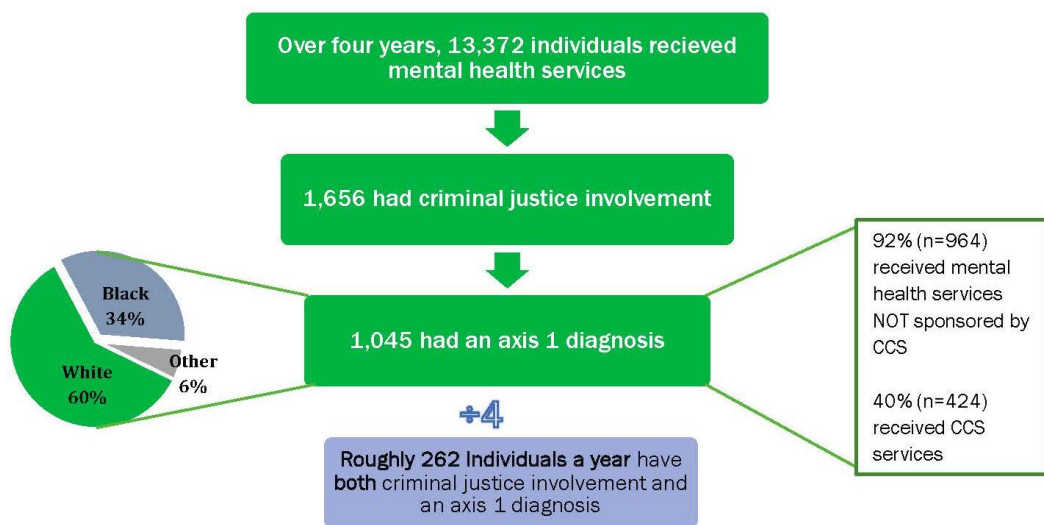 Over four years, 13,372 individuals recieved
mental health services
1,656 had criminal justice involvement
Black
34%
Other
6%
White
60%
1,045 had an axis 1 diagnosis
92% (n=964)
received mental
health services
NOT sponsored by
CCS
40% (n=424)
received CCS
services
÷4
Roughly 262 Individuals a year have
both criminal justice involvement and
an axis 1 diagnosis